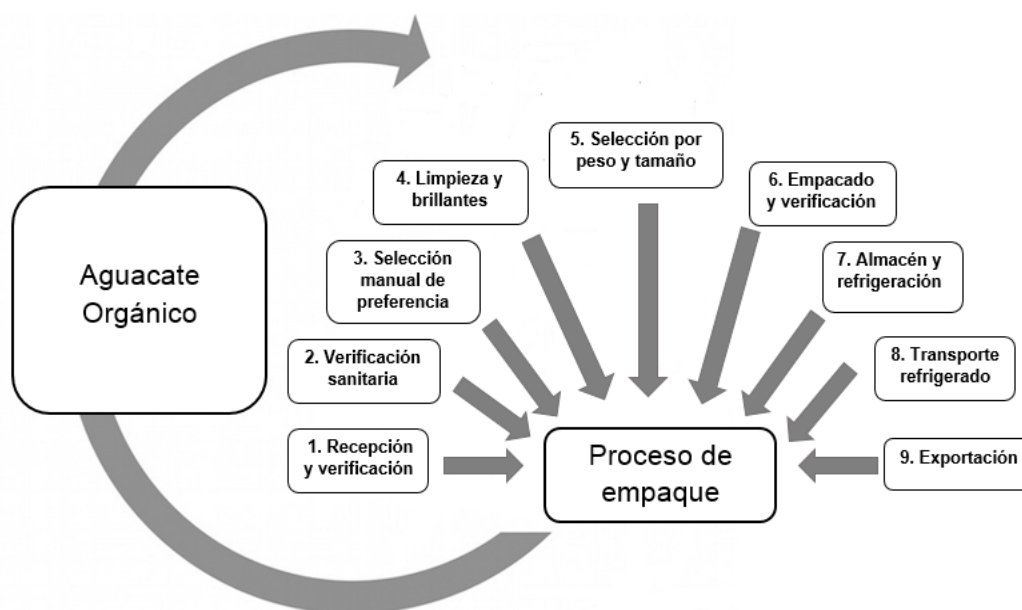 Aguacate
Orgánico
1. Recepción
y verificación
2. Verificación
sanitaria
3. Selección
manual de
preferencia
4. Limpieza y
brillantes
5. Selección por
peso y tamaño
6. Empacado
y verificación
7. Almacén y
refrigeración
8. Transporte
refrigerado
9. Exportación
Proceso de
empaque